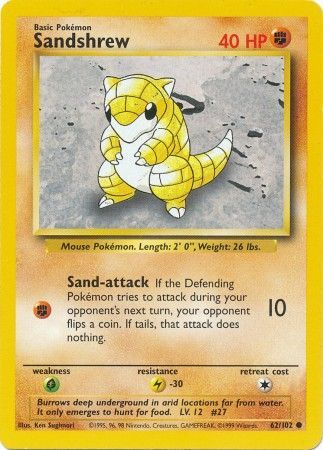 Basic Pokémon
Sandshrew 40 HP
Mouse Pokémon. Length: 2' 0", Weight: 26 lbs.
Sand-attack If the Defending
Pokémon tries to attack during your
opponent's next turn, your opponent
flips a coin. If tails, that attack does
nothing.
10
weakness resistance retreat cost
-30
Burrows deep underground in arid locations far from water.
It only emerges to hunt for food. LV. 12 #27
Illus. Ken Sugimori ©1995, 96, 98 Nintendo, Creatures, GAMEFREAK. ©1999 Wizards. 62/102